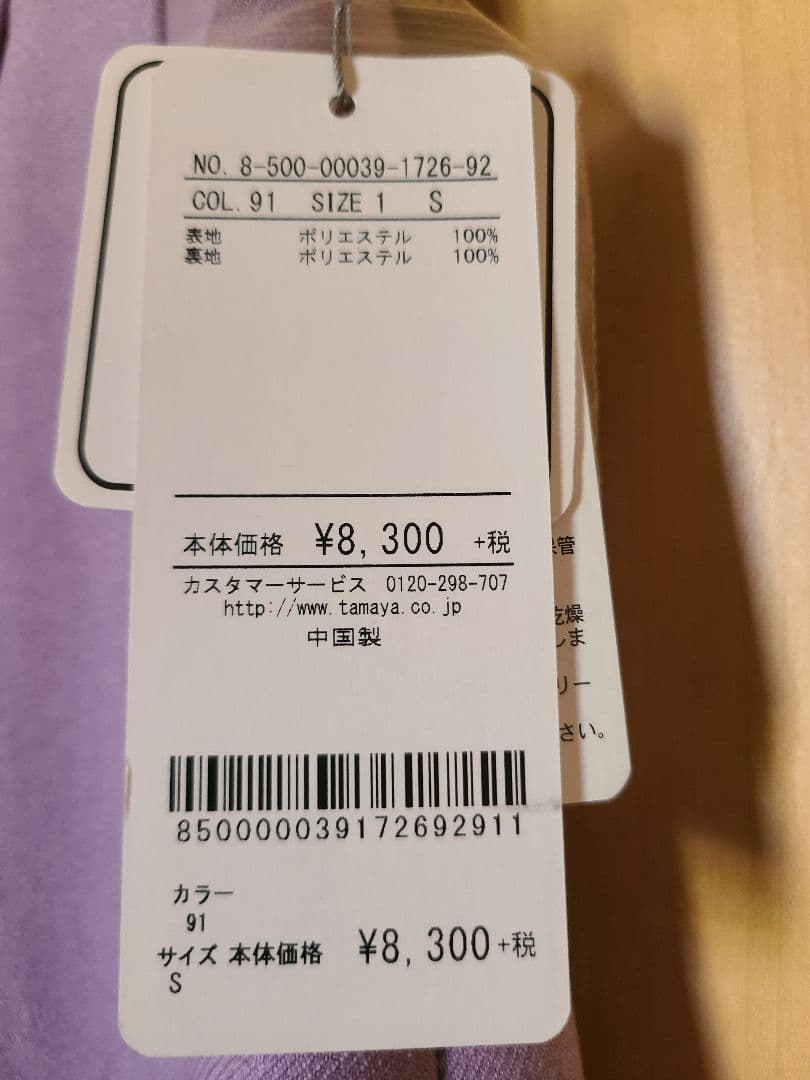 NO. 8-500-00039-1726-92
COL. 91 SIZE 1 S
表地 ポリエステル 100%
裏地 ポリエステル 100%
本体価格 ¥8,300 +税
カスタマーサービス 0120-298-707
http://www.tamaya.co.jp
中国製
管
乾燥
しま
リー
さい。
850000039172692911
カラー
91
サイズ 本体価格 ¥8,300+税
S